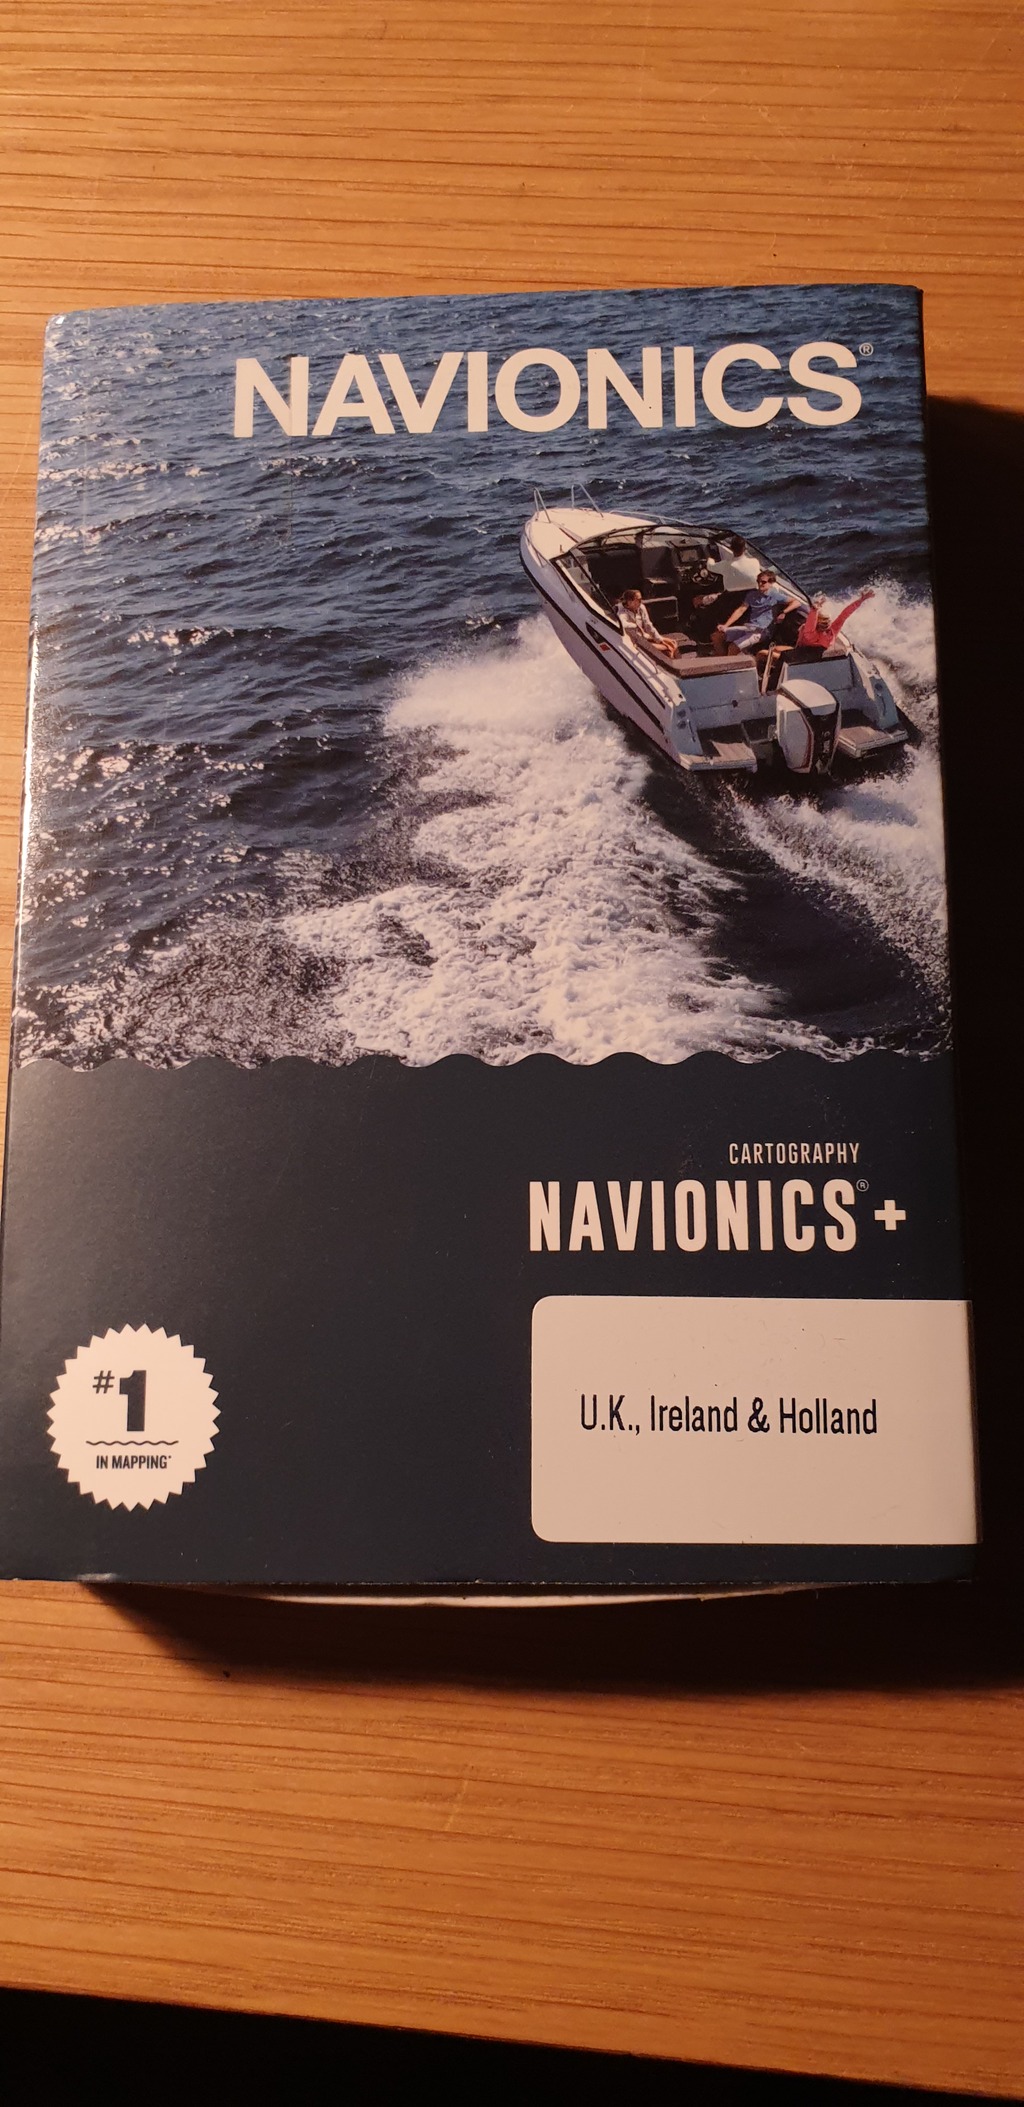 NAVIONICS®
CARTOGRAPHY
NAVIONICS®+
#1
IN MAPPING*
U.K., Ireland & Holland